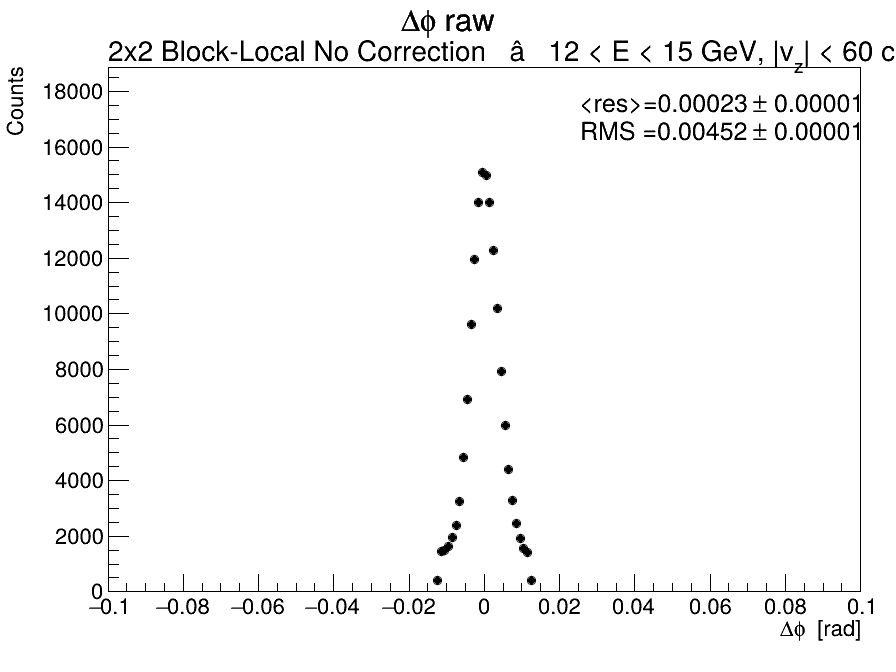 Δϕ raw
2x2 Block-Local No Correction â 12 < E < 15 GeV, |v_z| < 60 c
Counts
<res>=0.00023 ± 0.00001
RMS =0.00452 ± 0.00001
18000
16000
14000
12000
10000
8000
6000
4000
2000
0
−0.1 −0.08 −0.06 −0.04 −0.02 0 0.02 0.04 0.06 0.08 0.1
Δϕ [rad]